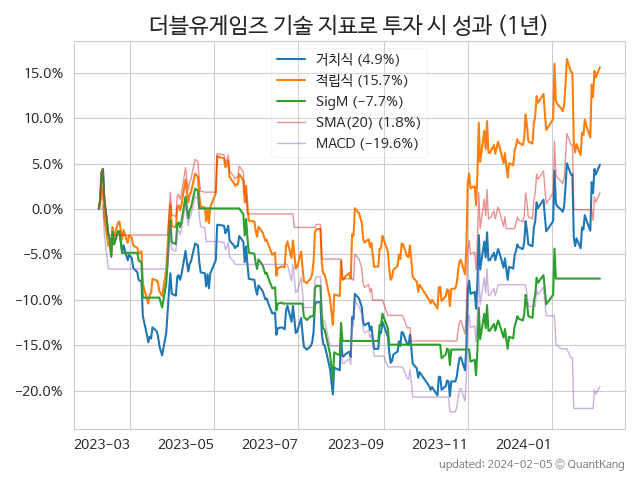 더블유게임즈 기술 지표로 투자 시 성과 (1년)
거치식 (4.9%)
적립식 (15.7%)
SigM (−7.7%)
SMA(20) (1.8%)
MACD (−19.6%)
15.0%
10.0%
5.0%
0.0%
−5.0%
−10.0%
−15.0%
−20.0%
2023-03 2023-05 2023-07 2023-09 2023-11 2024-01
updated: 2024-02-05 © QuantKang